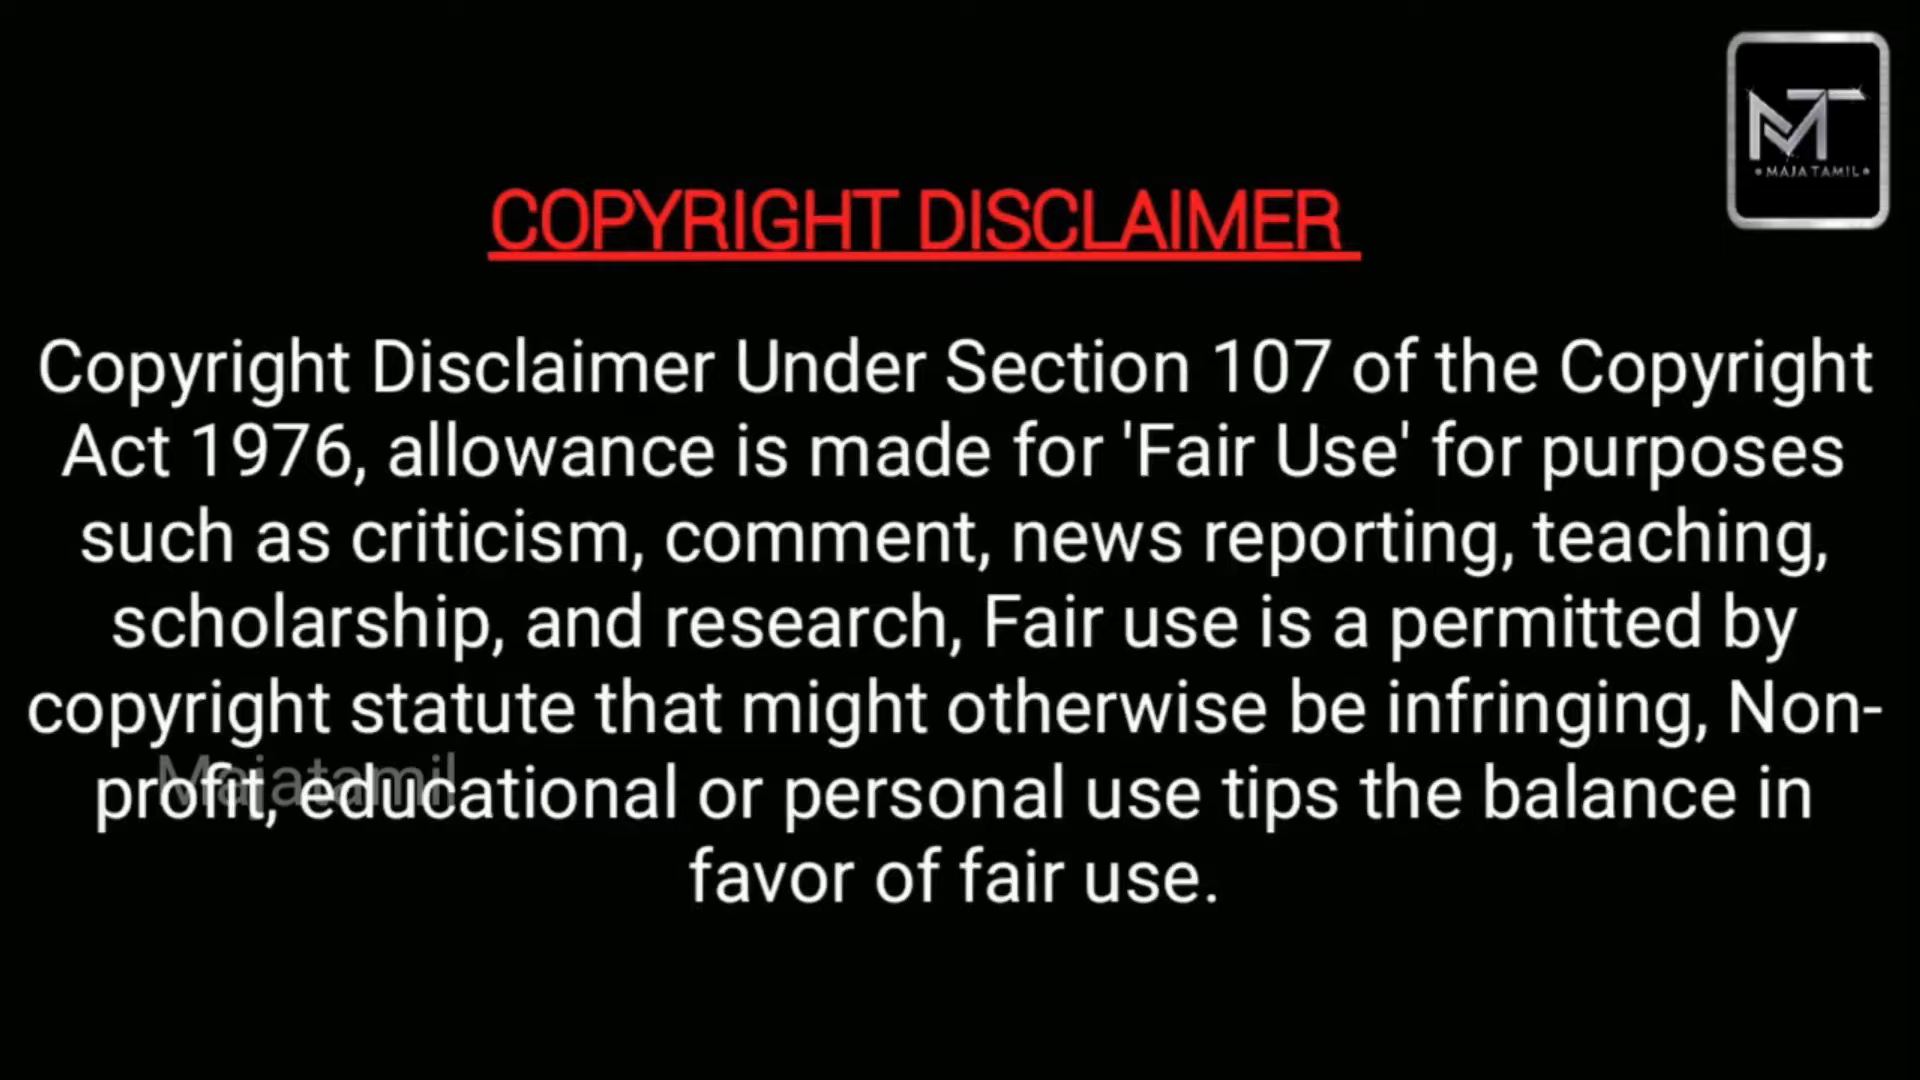 MT
MAJA TAMIL
COPYRIGHT DISCLAIMER
Copyright Disclaimer Under Section 107 of the Copyright
Act 1976, allowance is made for 'Fair Use' for purposes
such as criticism, comment, news reporting, teaching,
scholarship, and research, Fair use is a permitted by
copyright statute that might otherwise be infringing, Non-
profit, educational or personal use tips the balance in
favor of fair use.
Majatamil